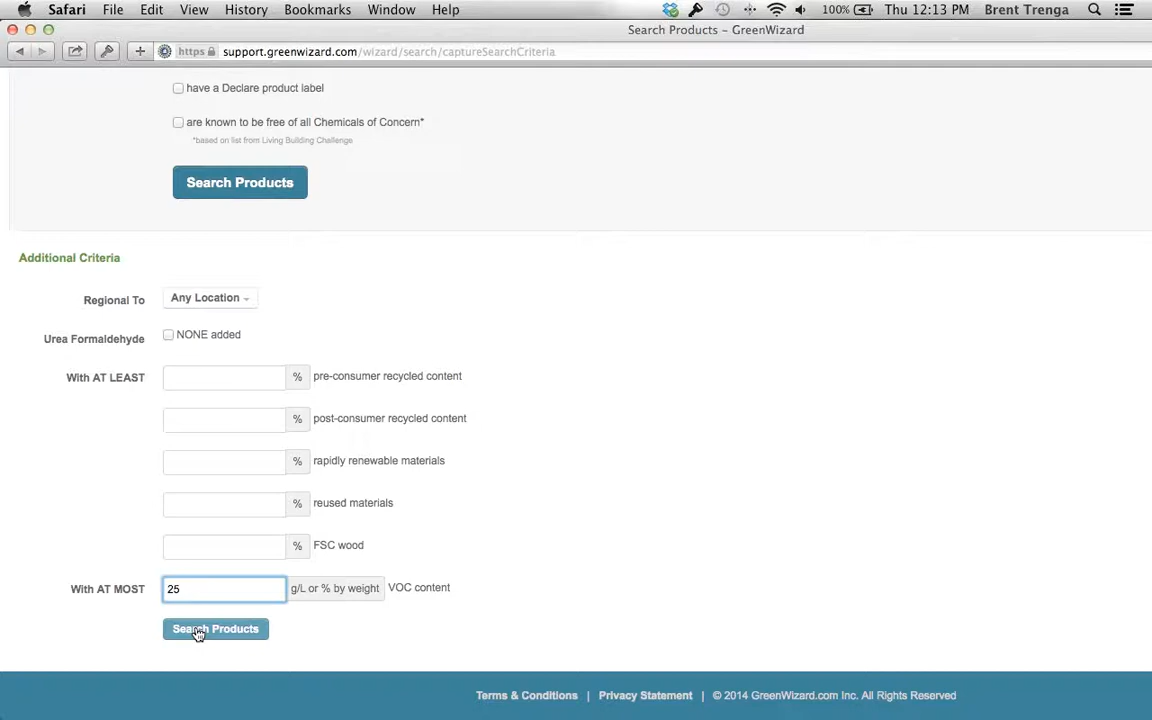 Safari File Edit View History Bookmarks Window Help 100% Thu 12:13 PM Brent Trenga
Search Products – GreenWizard
https support.greenwizard.com/wizard/search/captureSearchCriteria
have a Declare product label
are known to be free of all Chemicals of Concern*
*based on list from Living Building Challenge
Search Products
Additional Criteria
Regional To Any Location
Urea Formaldehyde NONE added
With AT LEAST % pre-consumer recycled content
% post-consumer recycled content
% rapidly renewable materials
% reused materials
% FSC wood
With AT MOST 25 g/L or % by weight VOC content
Search Products
Terms & Conditions | Privacy Statement | © 2014 GreenWizard.com Inc. All Rights Reserved